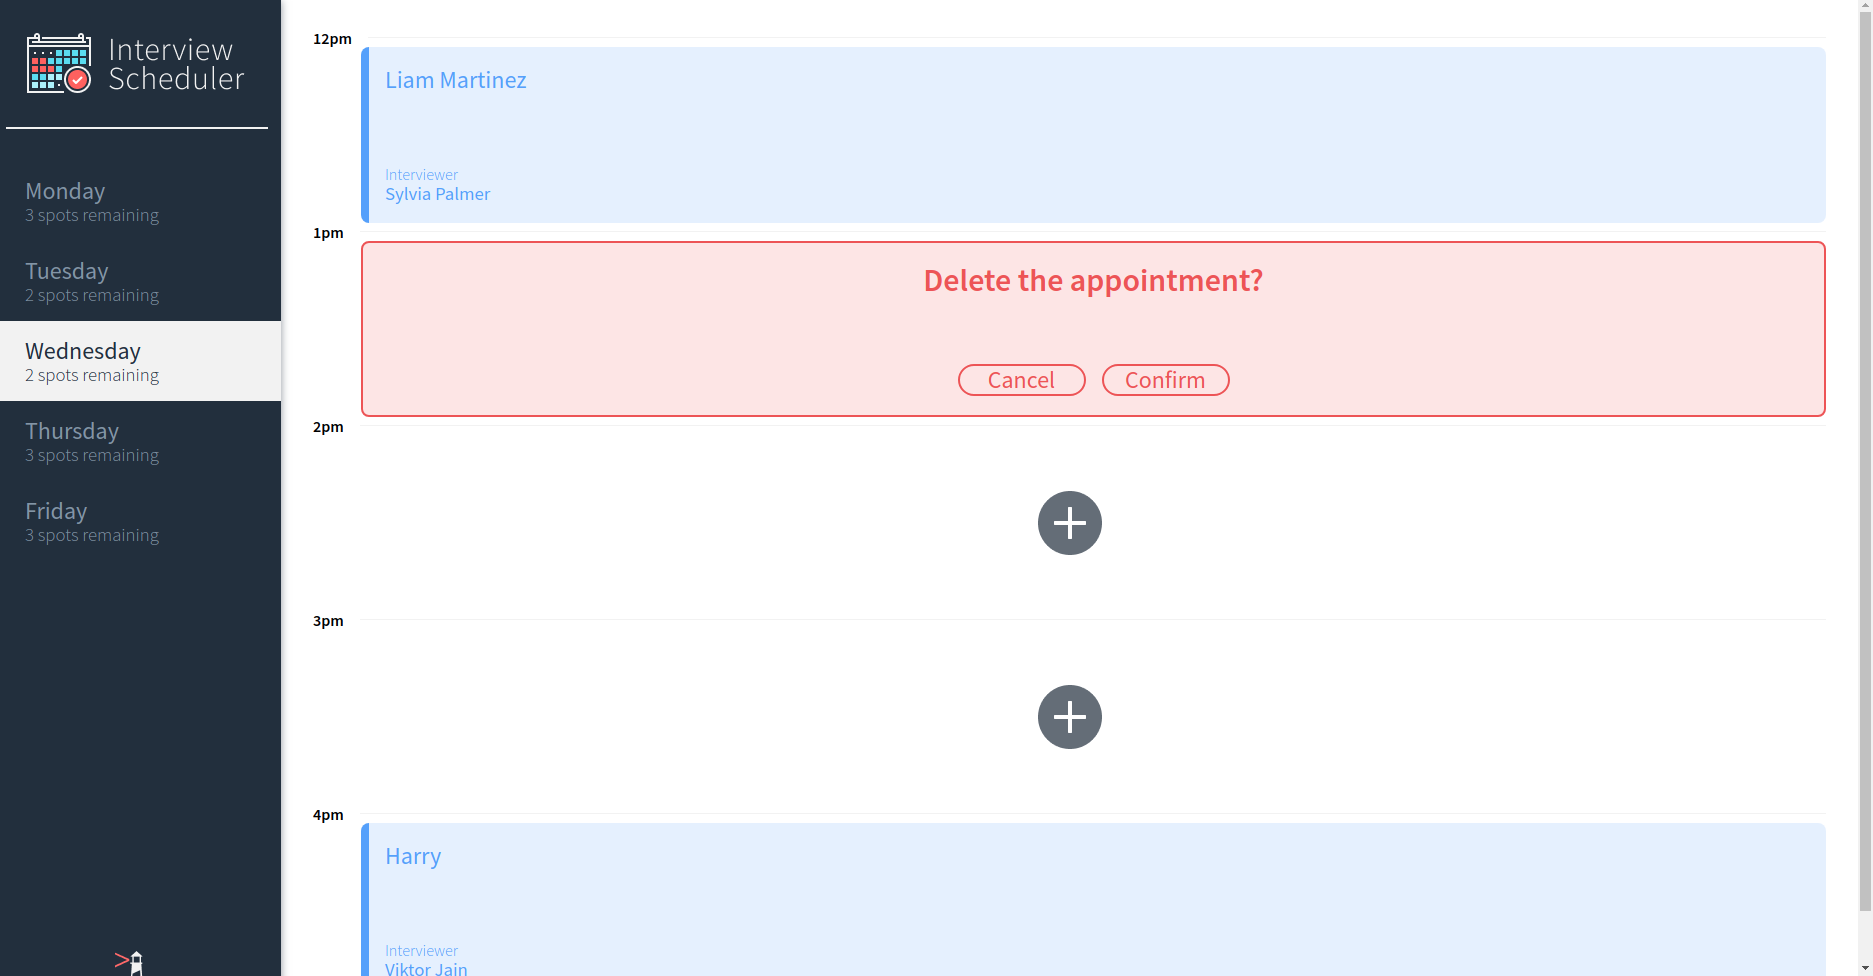 Interview
Scheduler
Monday
3 spots remaining
Tuesday
2 spots remaining
Wednesday
2 spots remaining
Thursday
3 spots remaining
Friday
3 spots remaining
12pm
Liam Martinez
Interviewer
Sylvia Palmer
1pm
Delete the appointment?
Cancel Confirm
2pm
3pm
4pm
Harry
Interviewer
Viktor Jain